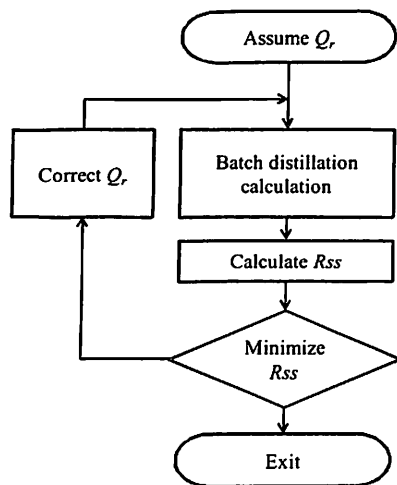 Assume Qr
Correct Qr
Batch distillation
calculation
Calculate Rss
Minimize
Rss
Exit